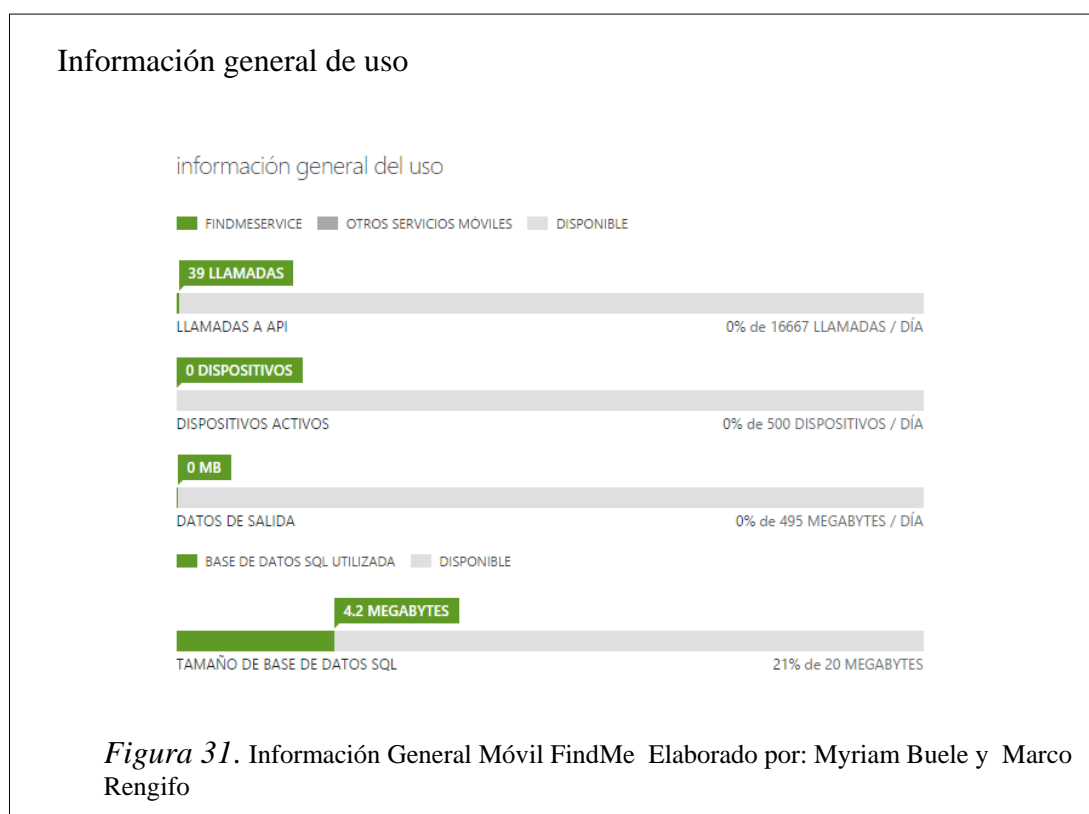 Información general de uso
información general del uso
FINDMESERVICE OTROS SERVICIOS MÓVILES DISPONIBLE
39 LLAMADAS
LLAMADAS A API 0% de 16667 LLAMADAS / DÍA
0 DISPOSITIVOS
DISPOSITIVOS ACTIVOS 0% de 500 DISPOSITIVOS / DÍA
0 MB
DATOS DE SALIDA 0% de 495 MEGABYTES / DÍA
BASE DE DATOS SQL UTILIZADA DISPONIBLE
4.2 MEGABYTES
TAMAÑO DE BASE DE DATOS SQL 21% de 20 MEGABYTES
Figura 31. Información General Móvil FindMe Elaborado por: Myriam Buele y Marco
Rengifo